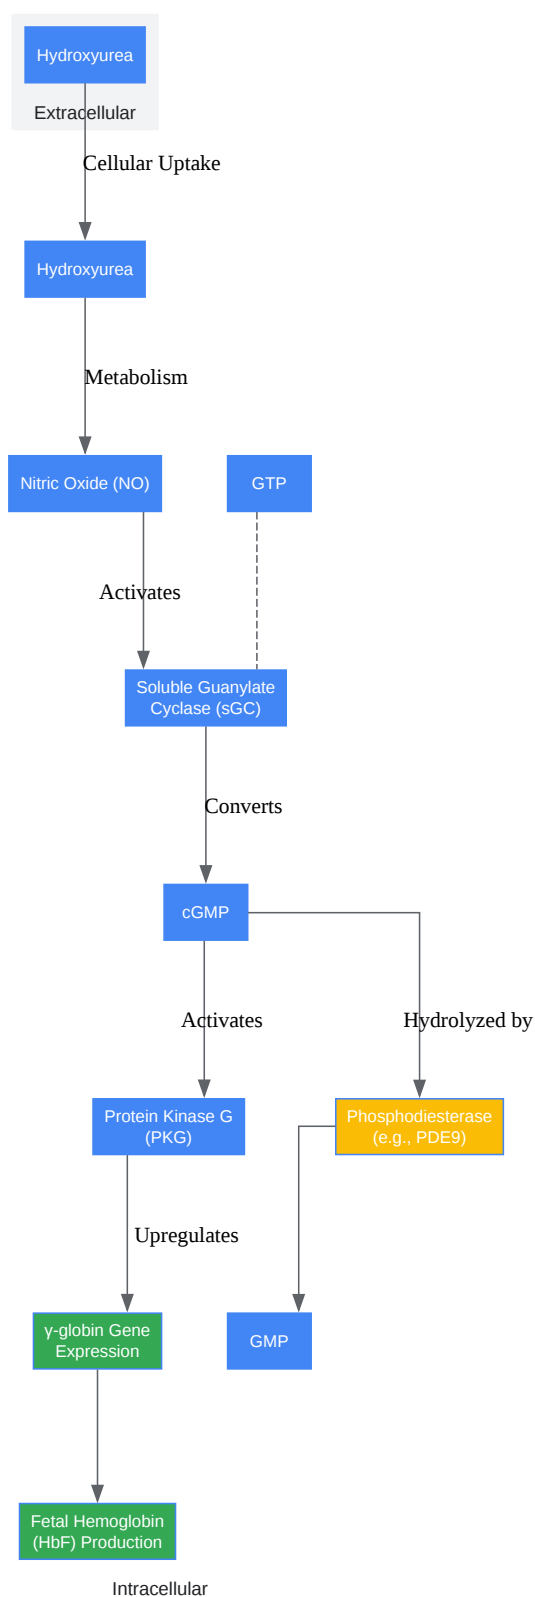 Hydroxyurea
Extracellular
Cellular Uptake
Hydroxyurea
Metabolism
Nitric Oxide (NO)
GTP
Activates
Soluble Guanylate
Cyclase (sGC)
Converts
cGMP
Activates
Hydrolyzed by
Protein Kinase G
(PKG)
Phosphodiesterase
(e.g., PDE9)
Upregulates
γ-globin Gene
Expression
GMP
Fetal Hemoglobin
(HbF) Production
Intracellular